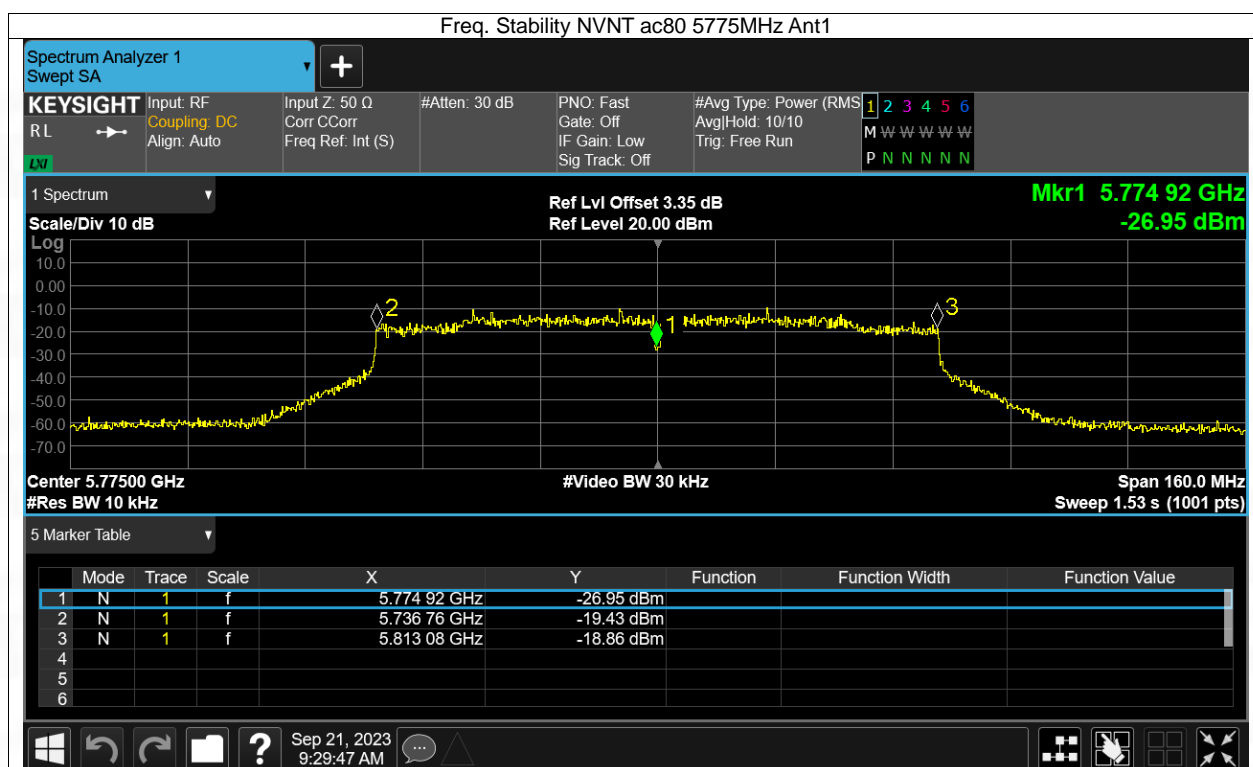 Freq. Stability NVNT ac80 5775MHz Ant1
Spectrum Analyzer 1
Swept SA
KEYSIGHT
R L
LXI
Input: RF
Coupling: DC
Align: Auto
Input Z: 50 Ω
Corr CCorr
Freq Ref: Int (S)
#Atten: 30 dB
PNO: Fast
Gate: Off
IF Gain: Low
Sig Track: Off
#Avg Type: Power (RMS
Avg|Hold: 10/10
Trig: Free Run
1 2 3 4 5 6
M W W W W W
P N N N N N
1 Spectrum
Scale/Div 10 dB
Ref Lvl Offset 3.35 dB
Ref Level 20.00 dBm
Mkr1 5.774 92 GHz
-26.95 dBm
Log
10.0
0.00
-10.0
-20.0
-30.0
-40.0
-50.0
-60.0
-70.0
2
1
3
Center 5.77500 GHz
#Video BW 30 kHz
Span 160.0 MHz
#Res BW 10 kHz
Sweep 1.53 s (1001 pts)
5 Marker Table
Mode Trace Scale X Y Function Function Width Function Value
1 N 1 f 5.774 92 GHz -26.95 dBm
2 N 1 f 5.736 76 GHz -19.43 dBm
3 N 1 f 5.813 08 GHz -18.86 dBm
4
5
6
?
Sep 21, 2023
9:29:47 AM